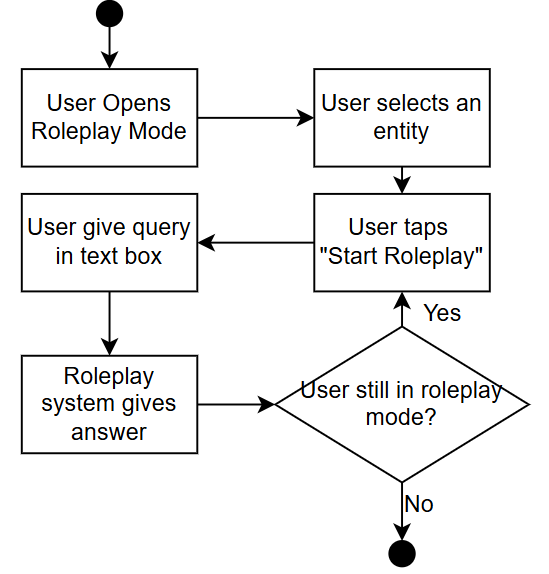 User Opens
Roleplay Mode
User selects an
entity
User taps
"Start Roleplay"
User give query
in text box
Roleplay
system gives
answer
User still in roleplay
mode?
Yes
No